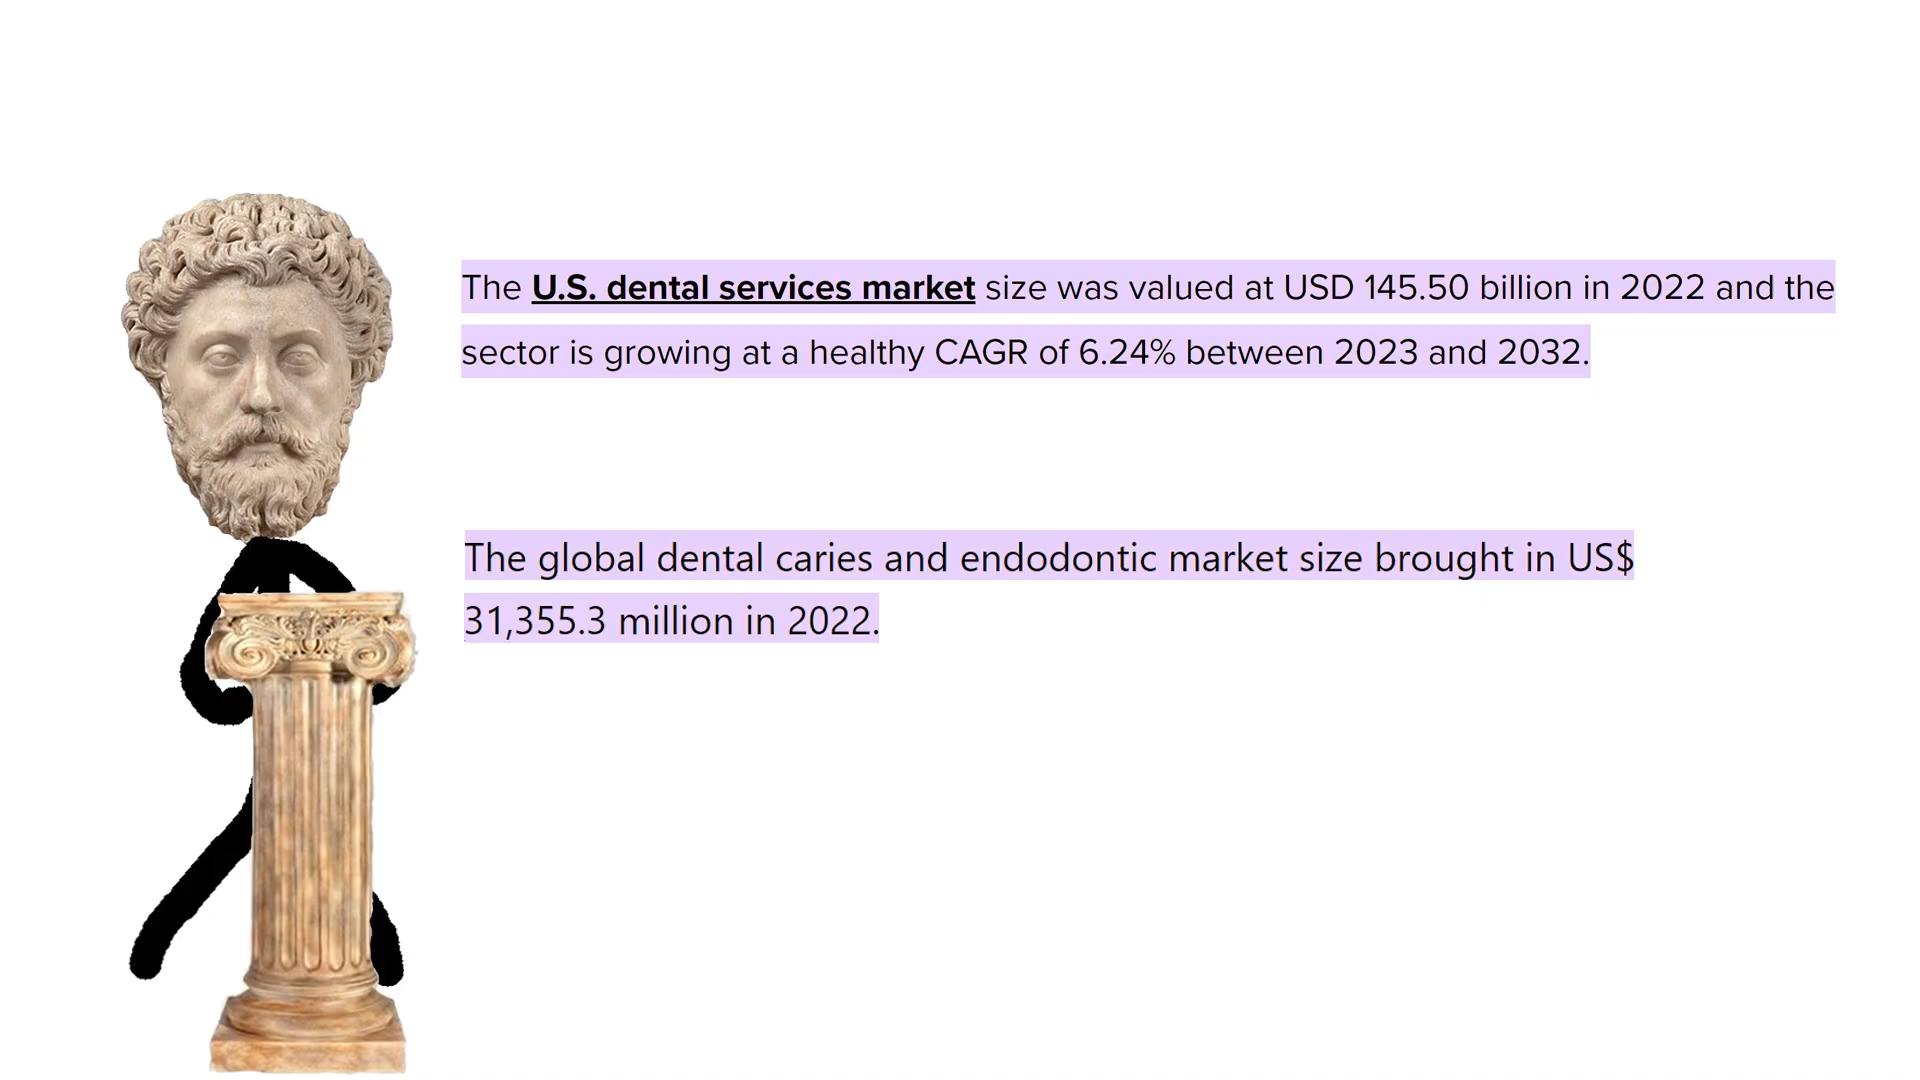 The U.S. dental services market size was valued at USD 145.50 billion in 2022 and the
sector is growing at a healthy CAGR of 6.24% between 2023 and 2032.
The global dental caries and endodontic market size brought in US$
31,355.3 million in 2022.